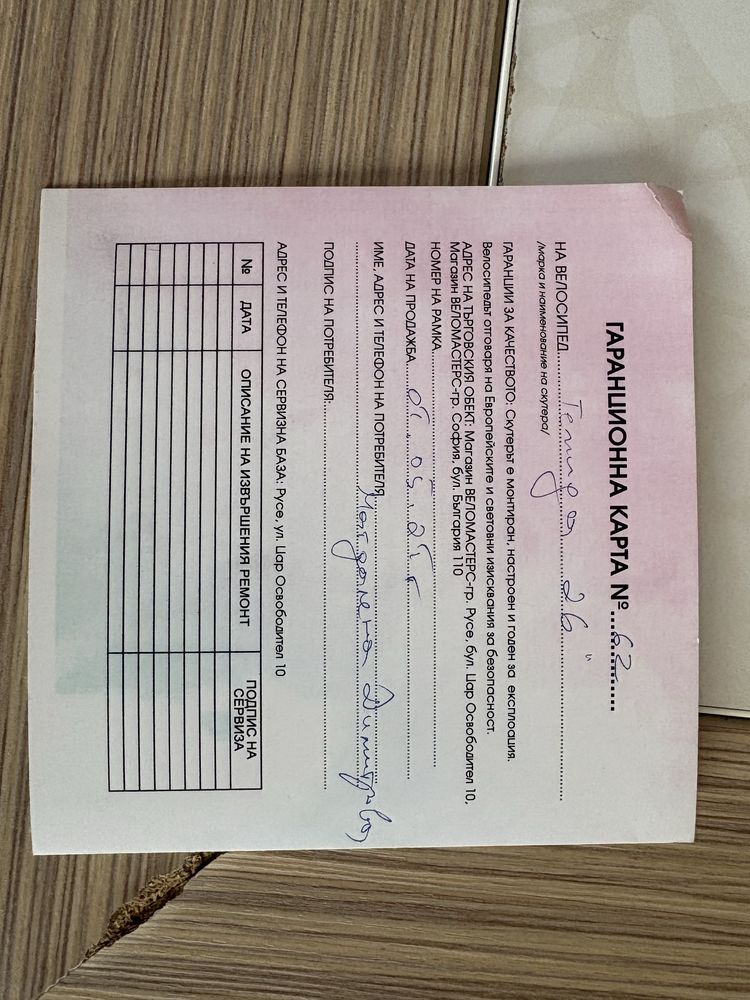 ГАРАНЦИОННА КАРТА № 62
НА ВЕЛОСИПЕД 26"
/марка и наименование на скутера/
ГАРАНЦИИ ЗА КАЧЕСТВОТО: Скутерът е монтиран, настроен и годен за експлоация.
Велосипедът отговаря на Европейските и световни изисквания за безопасност.
АДРЕС НА ТЪРГОВСКИЯ ОБЕКТ: Магазин ВЕЛОМАСТЕРС-гр. Русе, бул. Цар Освободител 10,
Магазин ВЕЛОМАСТЕРС-гр. София, бул. България 110
НОМЕР НА РАМКА
ДАТА НА ПРОДАЖБА
ИМЕ, АДРЕС И ТЕЛЕФОН НА ПОТРЕБИТЕЛЯ
Магдалена Димитрова
ПОДПИС НА ПОТРЕБИТЕЛЯ:
АДРЕС И ТЕЛЕФОН НА СЕРВИЗНА БАЗА: Русе, ул. Цар Освободител 10
№ ДАТА ОПИСАНИЕ НА ИЗВЪРШЕНИЯ РЕМОНТ ПОДПИС НА
СЕРВИЗА